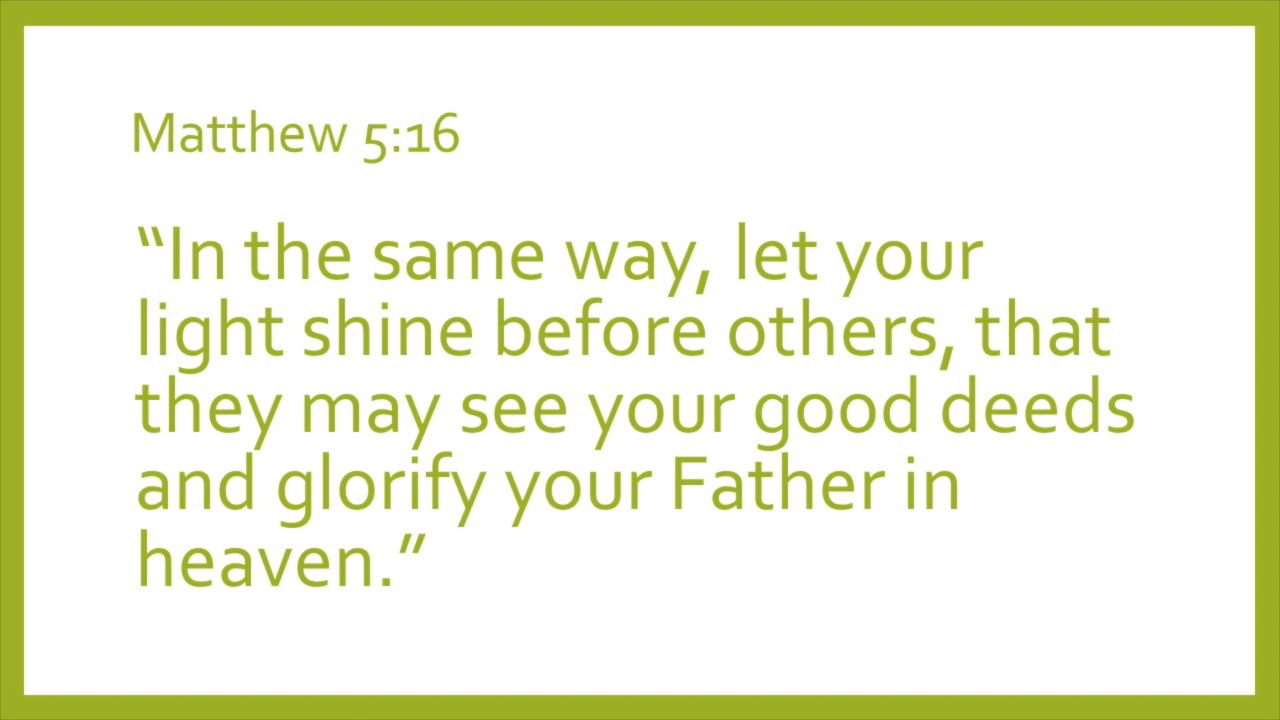 Matthew 5:16
“In the same way, let your
light shine before others, that
they may see your good deeds
and glorify your Father in
heaven.”